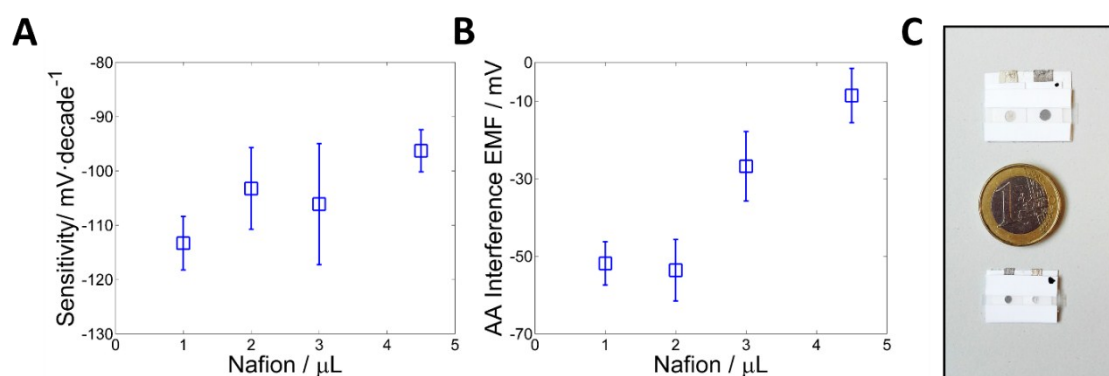 A
Sensitivity/ mV·decade⁻¹
-80
-90
-100
-110
-120
-130
0 1 2 3 4 5
Nafion / μL
B
AA Interference EMF / mV
0
-10
-30
-50
-70
0 1 2 3 4 5
Nafion / μL
C
1